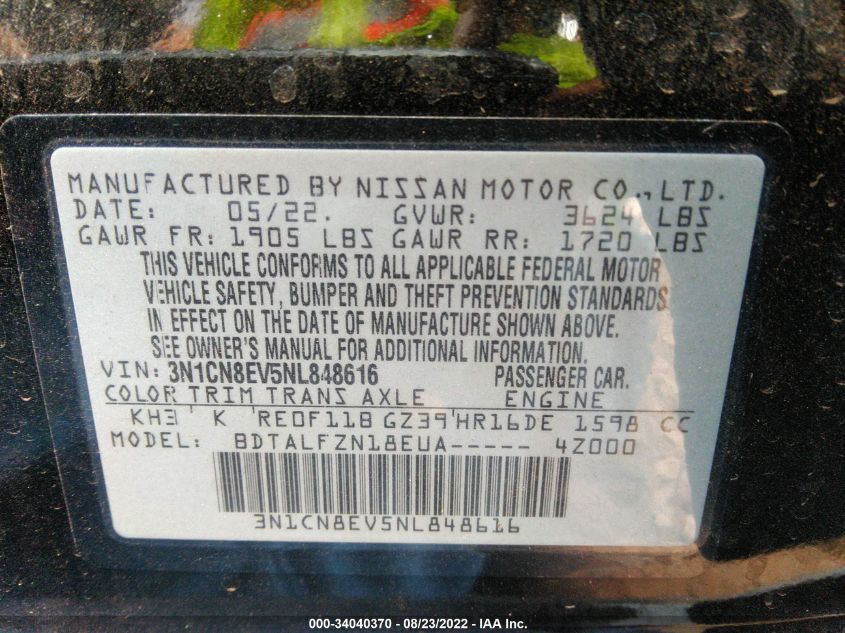 MANUFACTURED BY NISSAN MOTOR CO., LTD.
DATE: 05/22. GVWR: 3624 LBS
GAWR FR: 1905 LBS GAWR RR: 1720 LBS
THIS VEHICLE CONFORMS TO ALL APPLICABLE FEDERAL MOTOR
VEHICLE SAFETY, BUMPER AND THEFT PREVENTION STANDARDS
IN EFFECT ON THE DATE OF MANUFACTURE SHOWN ABOVE.
SEE OWNER'S MANUAL FOR ADDITIONAL INFORMATION.
VIN: 3N1CN8EV5NL848616 PASSENGER CAR.
COLOR TRIM TRANS AXLE ENGINE
KH3 K RE0F11B GZ39 HR16DE 1598 CC
MODEL: BDTALFZN18EUA----- 4Z000
3N1CN8EV5NL848616
000-34040370 - 08/23/2022 - IAA Inc.